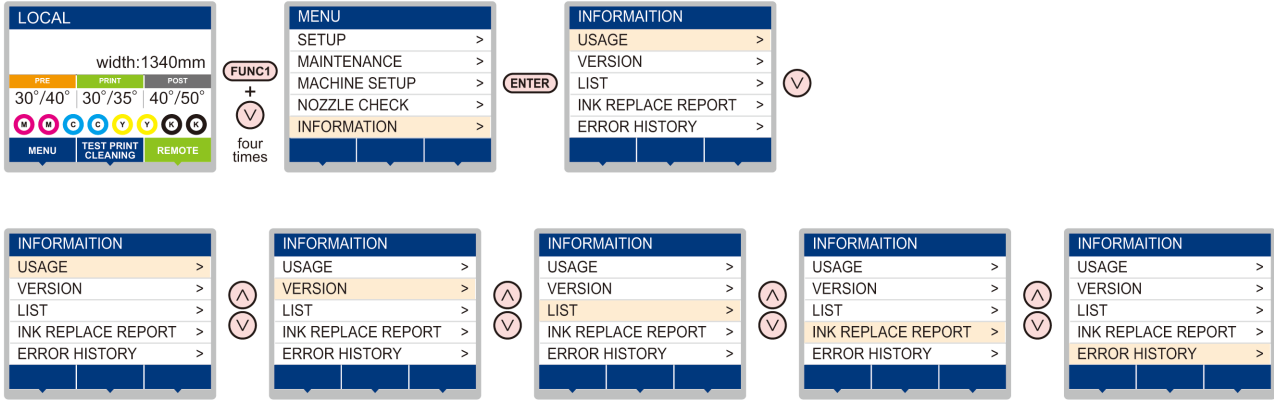 LOCAL
width:1340mm
PRE PRINT POST
30°/40° 30°/35° 40°/50°
M M C C Y Y K K
MENU TEST PRINT CLEANING REMOTE
FUNC1
+
four
times
MENU
SETUP >
MAINTENANCE >
MACHINE SETUP >
NOZZLE CHECK >
INFORMATION >
ENTER
INFORMAITION
USAGE >
VERSION >
LIST >
INK REPLACE REPORT >
ERROR HISTORY >
INFORMAITION
USAGE >
VERSION >
LIST >
INK REPLACE REPORT >
ERROR HISTORY >
INFORMAITION
USAGE >
VERSION >
LIST >
INK REPLACE REPORT >
ERROR HISTORY >
INFORMAITION
USAGE >
VERSION >
LIST >
INK REPLACE REPORT >
ERROR HISTORY >
INFORMAITION
USAGE >
VERSION >
LIST >
INK REPLACE REPORT >
ERROR HISTORY >
INFORMAITION
USAGE >
VERSION >
LIST >
INK REPLACE REPORT >
ERROR HISTORY >